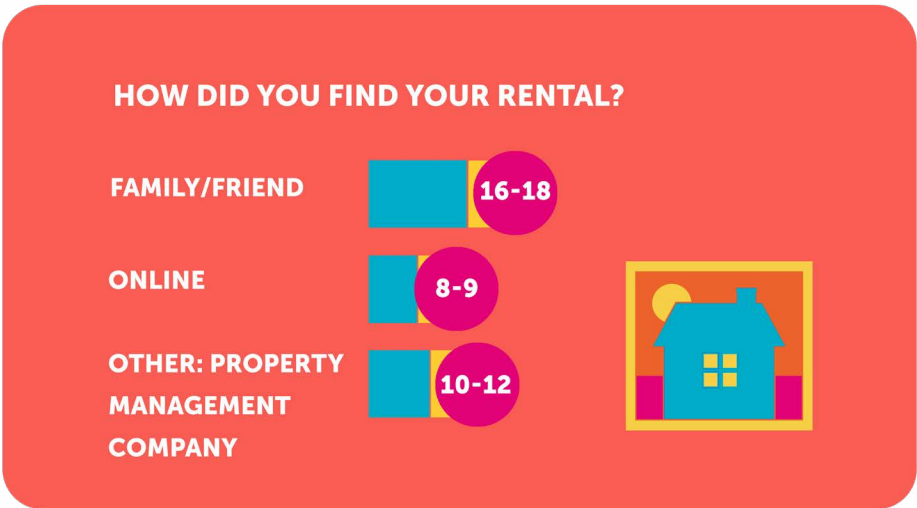 HOW DID YOU FIND YOUR RENTAL?
FAMILY/FRIEND
16-18
ONLINE
8-9
OTHER: PROPERTY
MANAGEMENT
COMPANY
10-12